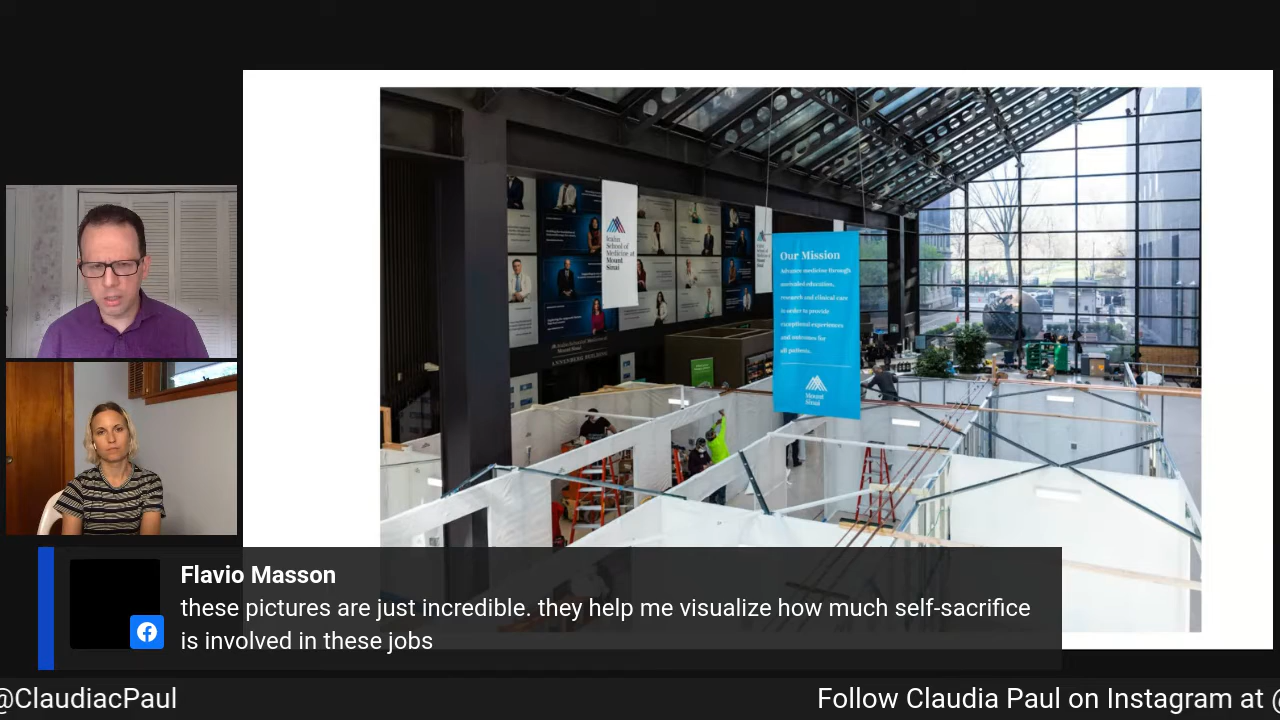 Icahn
School of
Medicine at
Mount
Sinai
Our Mission
Advance medicine through
unrivaled education,
research and clinical care
in order to provide
exceptional experiences
and outcomes for
all patients.
Mount
Sinai
Flavio Masson
these pictures are just incredible. they help me visualize how much self-sacrifice
is involved in these jobs
@ClaudiacPaul
Follow Claudia Paul on Instagram at @